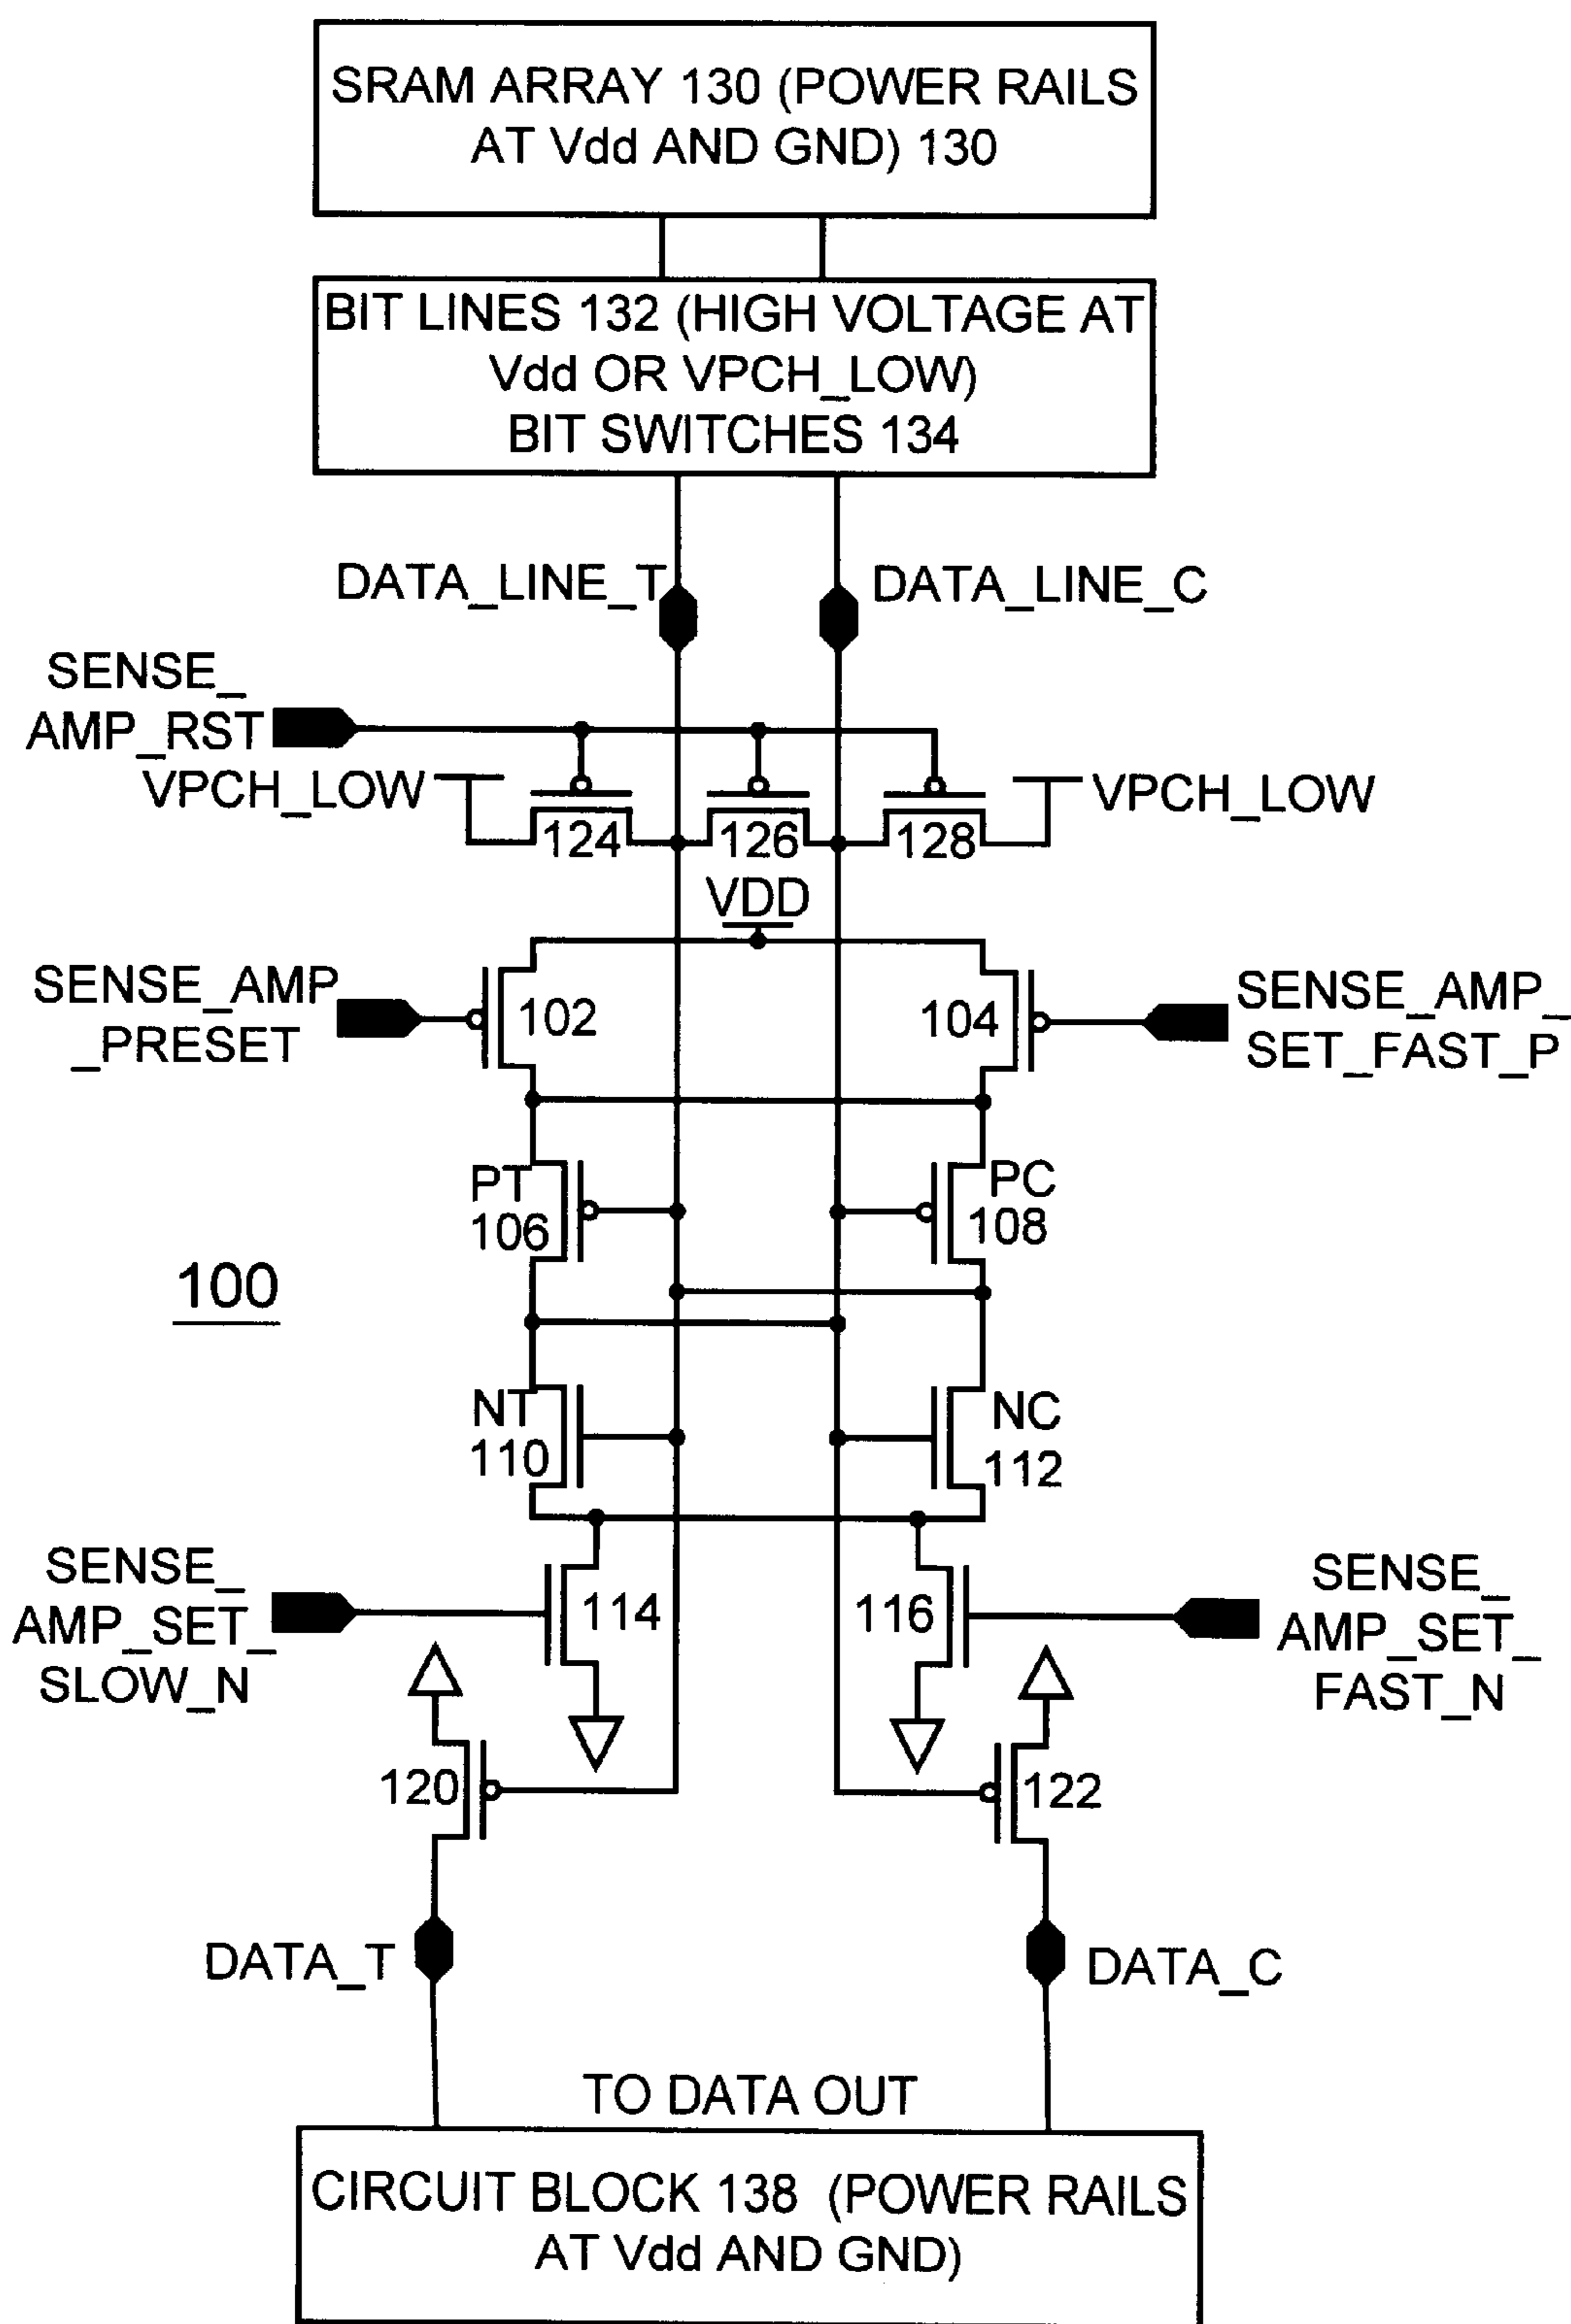 SRAM ARRAY 130 (POWER RAILS
AT Vdd AND GND) 130
BIT LINES 132 (HIGH VOLTAGE AT
Vdd OR VPCH_LOW)
BIT SWITCHES 134
DATA_LINE_T
DATA_LINE_C
SENSE_
AMP_RST
VPCH_LOW
VPCH_LOW
124
126
128
VDD
SENSE_AMP
_PRESET
102
104
SENSE_AMP_
SET_FAST_P
PT
106
PC
108
100
NT
110
NC
112
SENSE_
AMP_SET_
SLOW_N
114
116
SENSE_
AMP_SET_
FAST_N
120
122
DATA_T
DATA_C
TO DATA OUT
CIRCUIT BLOCK 138 (POWER RAILS
AT Vdd AND GND)